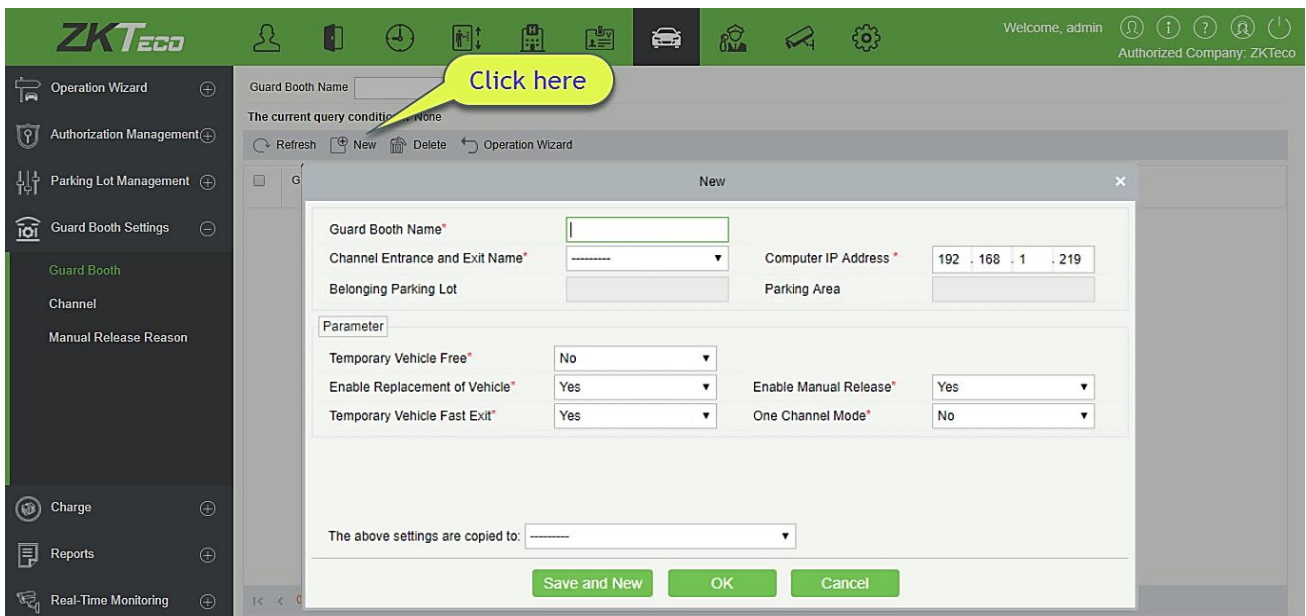 ZKTeco
Welcome, admin
Authorized Company: ZKTeco
Operation Wizard
Authorization Management
Parking Lot Management
Guard Booth Settings
Guard Booth
Channel
Manual Release Reason
Charge
Reports
Real-Time Monitoring
Guard Booth Name
Click here
The current query condition None
Refresh New Delete Operation Wizard
G
New
Guard Booth Name*
Channel Entrance and Exit Name* --------- Computer IP Address * 192 . 168 . 1 . 219
Belonging Parking Lot Parking Area
Parameter
Temporary Vehicle Free* No
Enable Replacement of Vehicle* Yes Enable Manual Release* Yes
Temporary Vehicle Fast Exit* Yes One Channel Mode* No
The above settings are copied to: ---------
Save and New OK Cancel